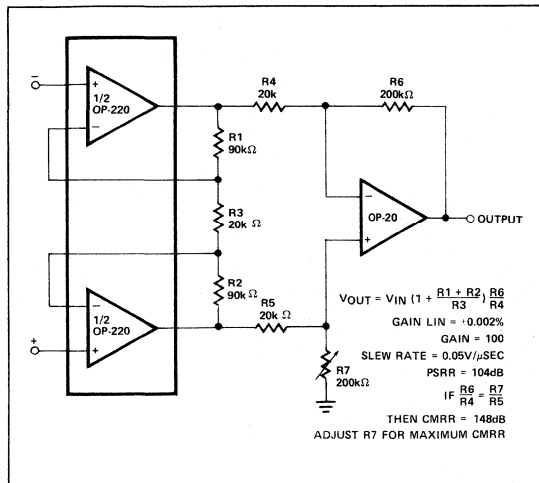 R4
20k
R6
200kΩ
−
+
1/2
OP-220
−
R1
90kΩ
R3
20k Ω
−
OP-20
+
OUTPUT
R2
90kΩ
R5
20k Ω
−
1/2
OP-220
+
+
R7
200kΩ
VOUT = VIN (1 + R1 + R2/R3) R6/R4
GAIN LIN = +0.002%
GAIN = 100
SLEW RATE = 0.05V/μSEC
PSRR = 104dB
IF R6/R4 = R7/R5
THEN CMRR = 148dB
ADJUST R7 FOR MAXIMUM CMRR